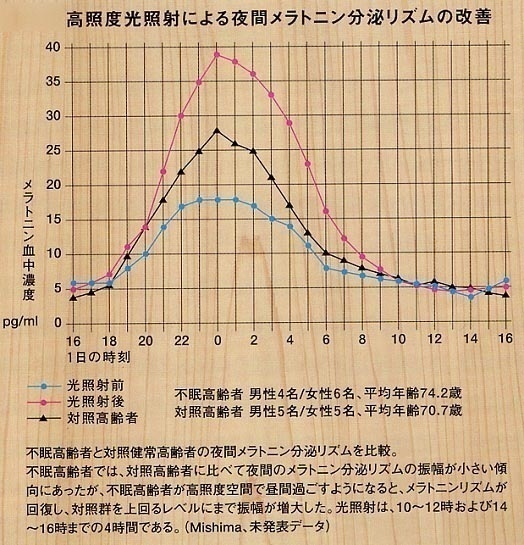 高照度光照射による夜間メラトニン分泌リズムの改善
40
35
30
25
20
15
10
5
0
メラトニン血中濃度
pg/ml
16 18 20 22 0 2 4 6 8 10 12 14 16
1日の時刻
光照射前
光照射後
対照高齢者
不眠高齢者 男性4名/女性6名、平均年齢74.2歳
対照高齢者 男性5名/女性5名、平均年齢70.7歳
不眠高齢者と対照健常高齢者の夜間メラトニン分泌リズムを比較。
不眠高齢者では、対照高齢者に比べて夜間のメラトニン分泌リズムの振幅が小さい傾
向にあったが、不眠高齢者が高照度空間で昼間過ごすようになると、メラトニンリズムが
回復し、対照群を上回るレベルにまで振幅が増大した。光照射は、10～12時および14
～16時までの4時間である。(Mishima、未発表データ)